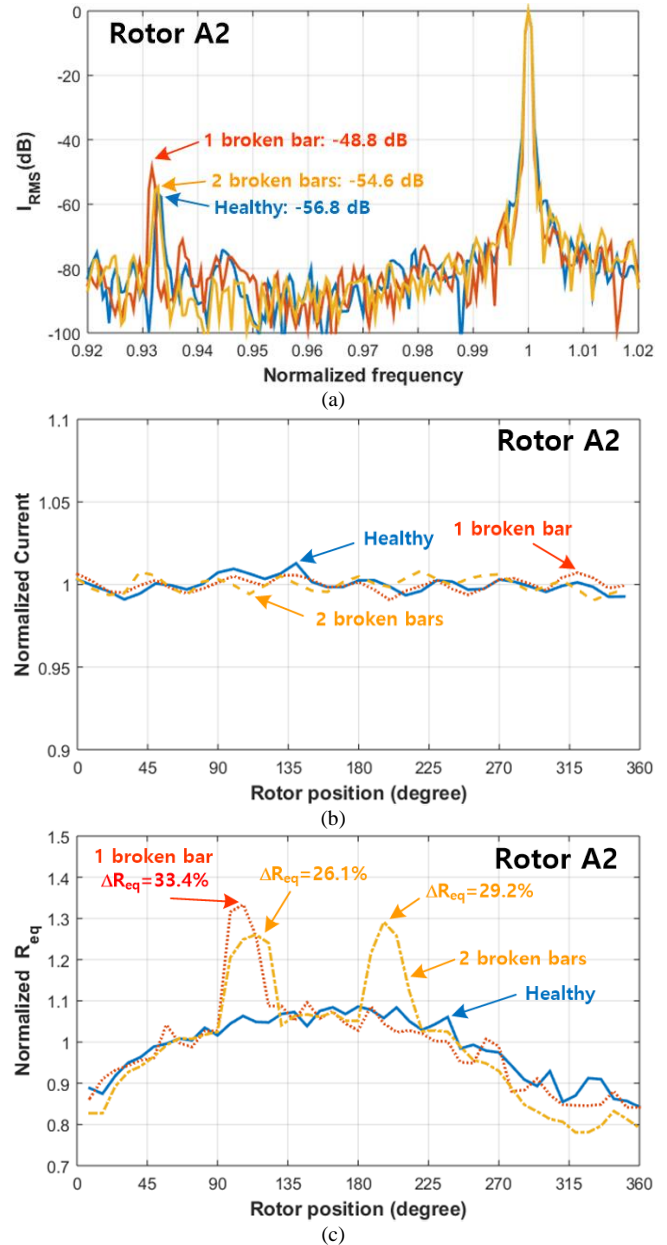 Rotor A2
1 broken bar: -48.8 dB
2 broken bars: -54.6 dB
Healthy: -56.8 dB
I_RMS(dB)
0
-20
-40
-60
-80
-100
0.92 0.93 0.94 0.95 0.96 0.97 0.98 0.99 1 1.01 1.02
Normalized frequency
(a)
Rotor A2
Healthy
1 broken bar
2 broken bars
Normalized Current
1.1
1.05
1
0.95
0.9
0 45 90 135 180 225 270 315 360
Rotor position (degree)
(b)
Rotor A2
1 broken bar
ΔR_eq=33.4%
ΔR_eq=26.1%
ΔR_eq=29.2%
2 broken bars
Healthy
Normalized R_eq
1.5
1.4
1.3
1.2
1.1
1
0.9
0.8
0.7
0 45 90 135 180 225 270 315 360
Rotor position (degree)
(c)